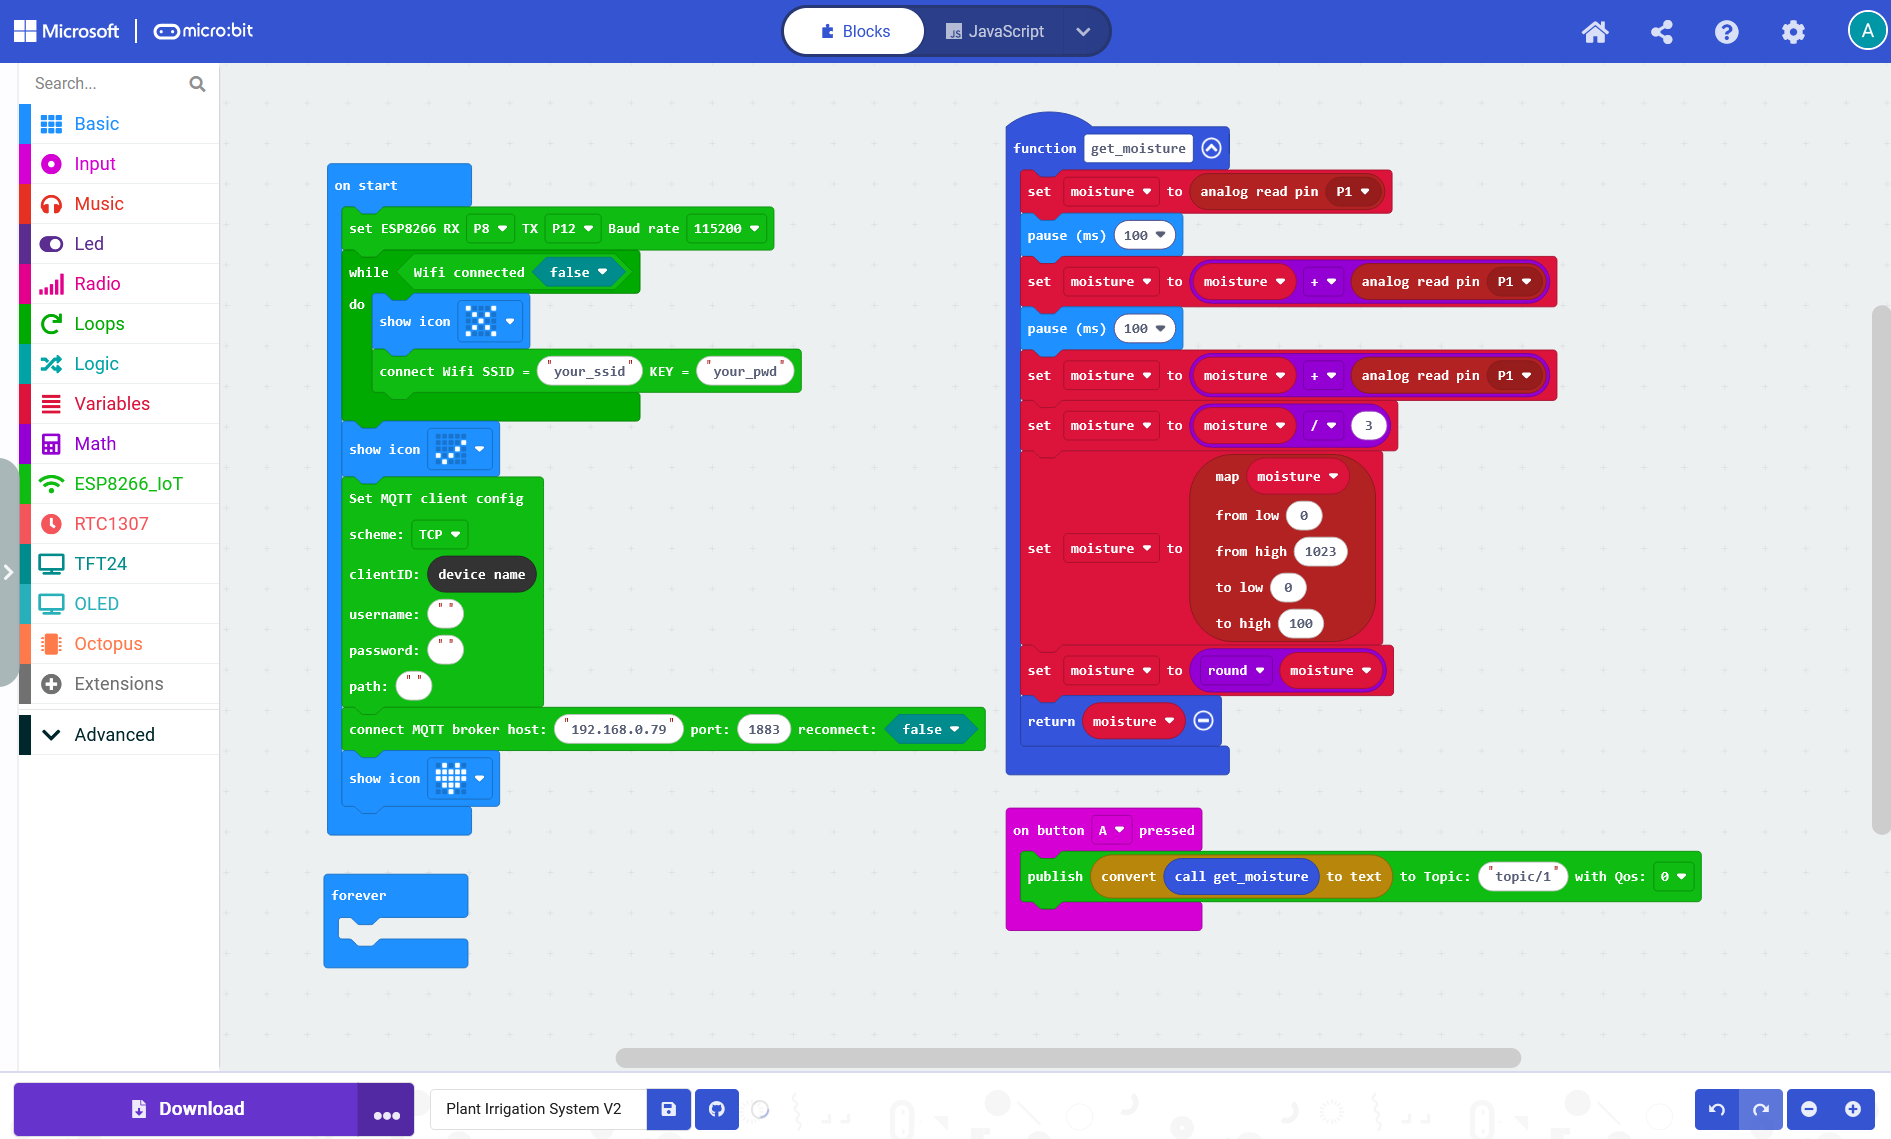 Microsoft micro:bit
Blocks
JavaScript
A
Search...
Basic
Input
Music
Led
Radio
Loops
Logic
Variables
Math
ESP8266_IoT
RTC1307
TFT24
OLED
Octopus
Extensions
Advanced
on start
set ESP8266 RX P8 TX P12 Baud rate 115200
while Wifi connected false
do
show icon
connect Wifi SSID = "your_ssid" KEY = "your_pwd"
show icon
Set MQTT client config
scheme: TCP
clientID: device name
username: " "
password: " "
path: " "
connect MQTT broker host: "192.168.0.79" port: 1883 reconnect: false
show icon
forever
function get_moisture
set moisture to analog read pin P1
pause (ms) 100
set moisture to moisture + analog read pin P1
pause (ms) 100
set moisture to moisture + analog read pin P1
set moisture to moisture / 3
set moisture to
map moisture
from low 0
from high 1023
to low 0
to high 100
set moisture to round moisture
return moisture
on button A pressed
publish convert call get_moisture to text to Topic: "topic/1" with Qos: 0
Download
Plant Irrigation System V2